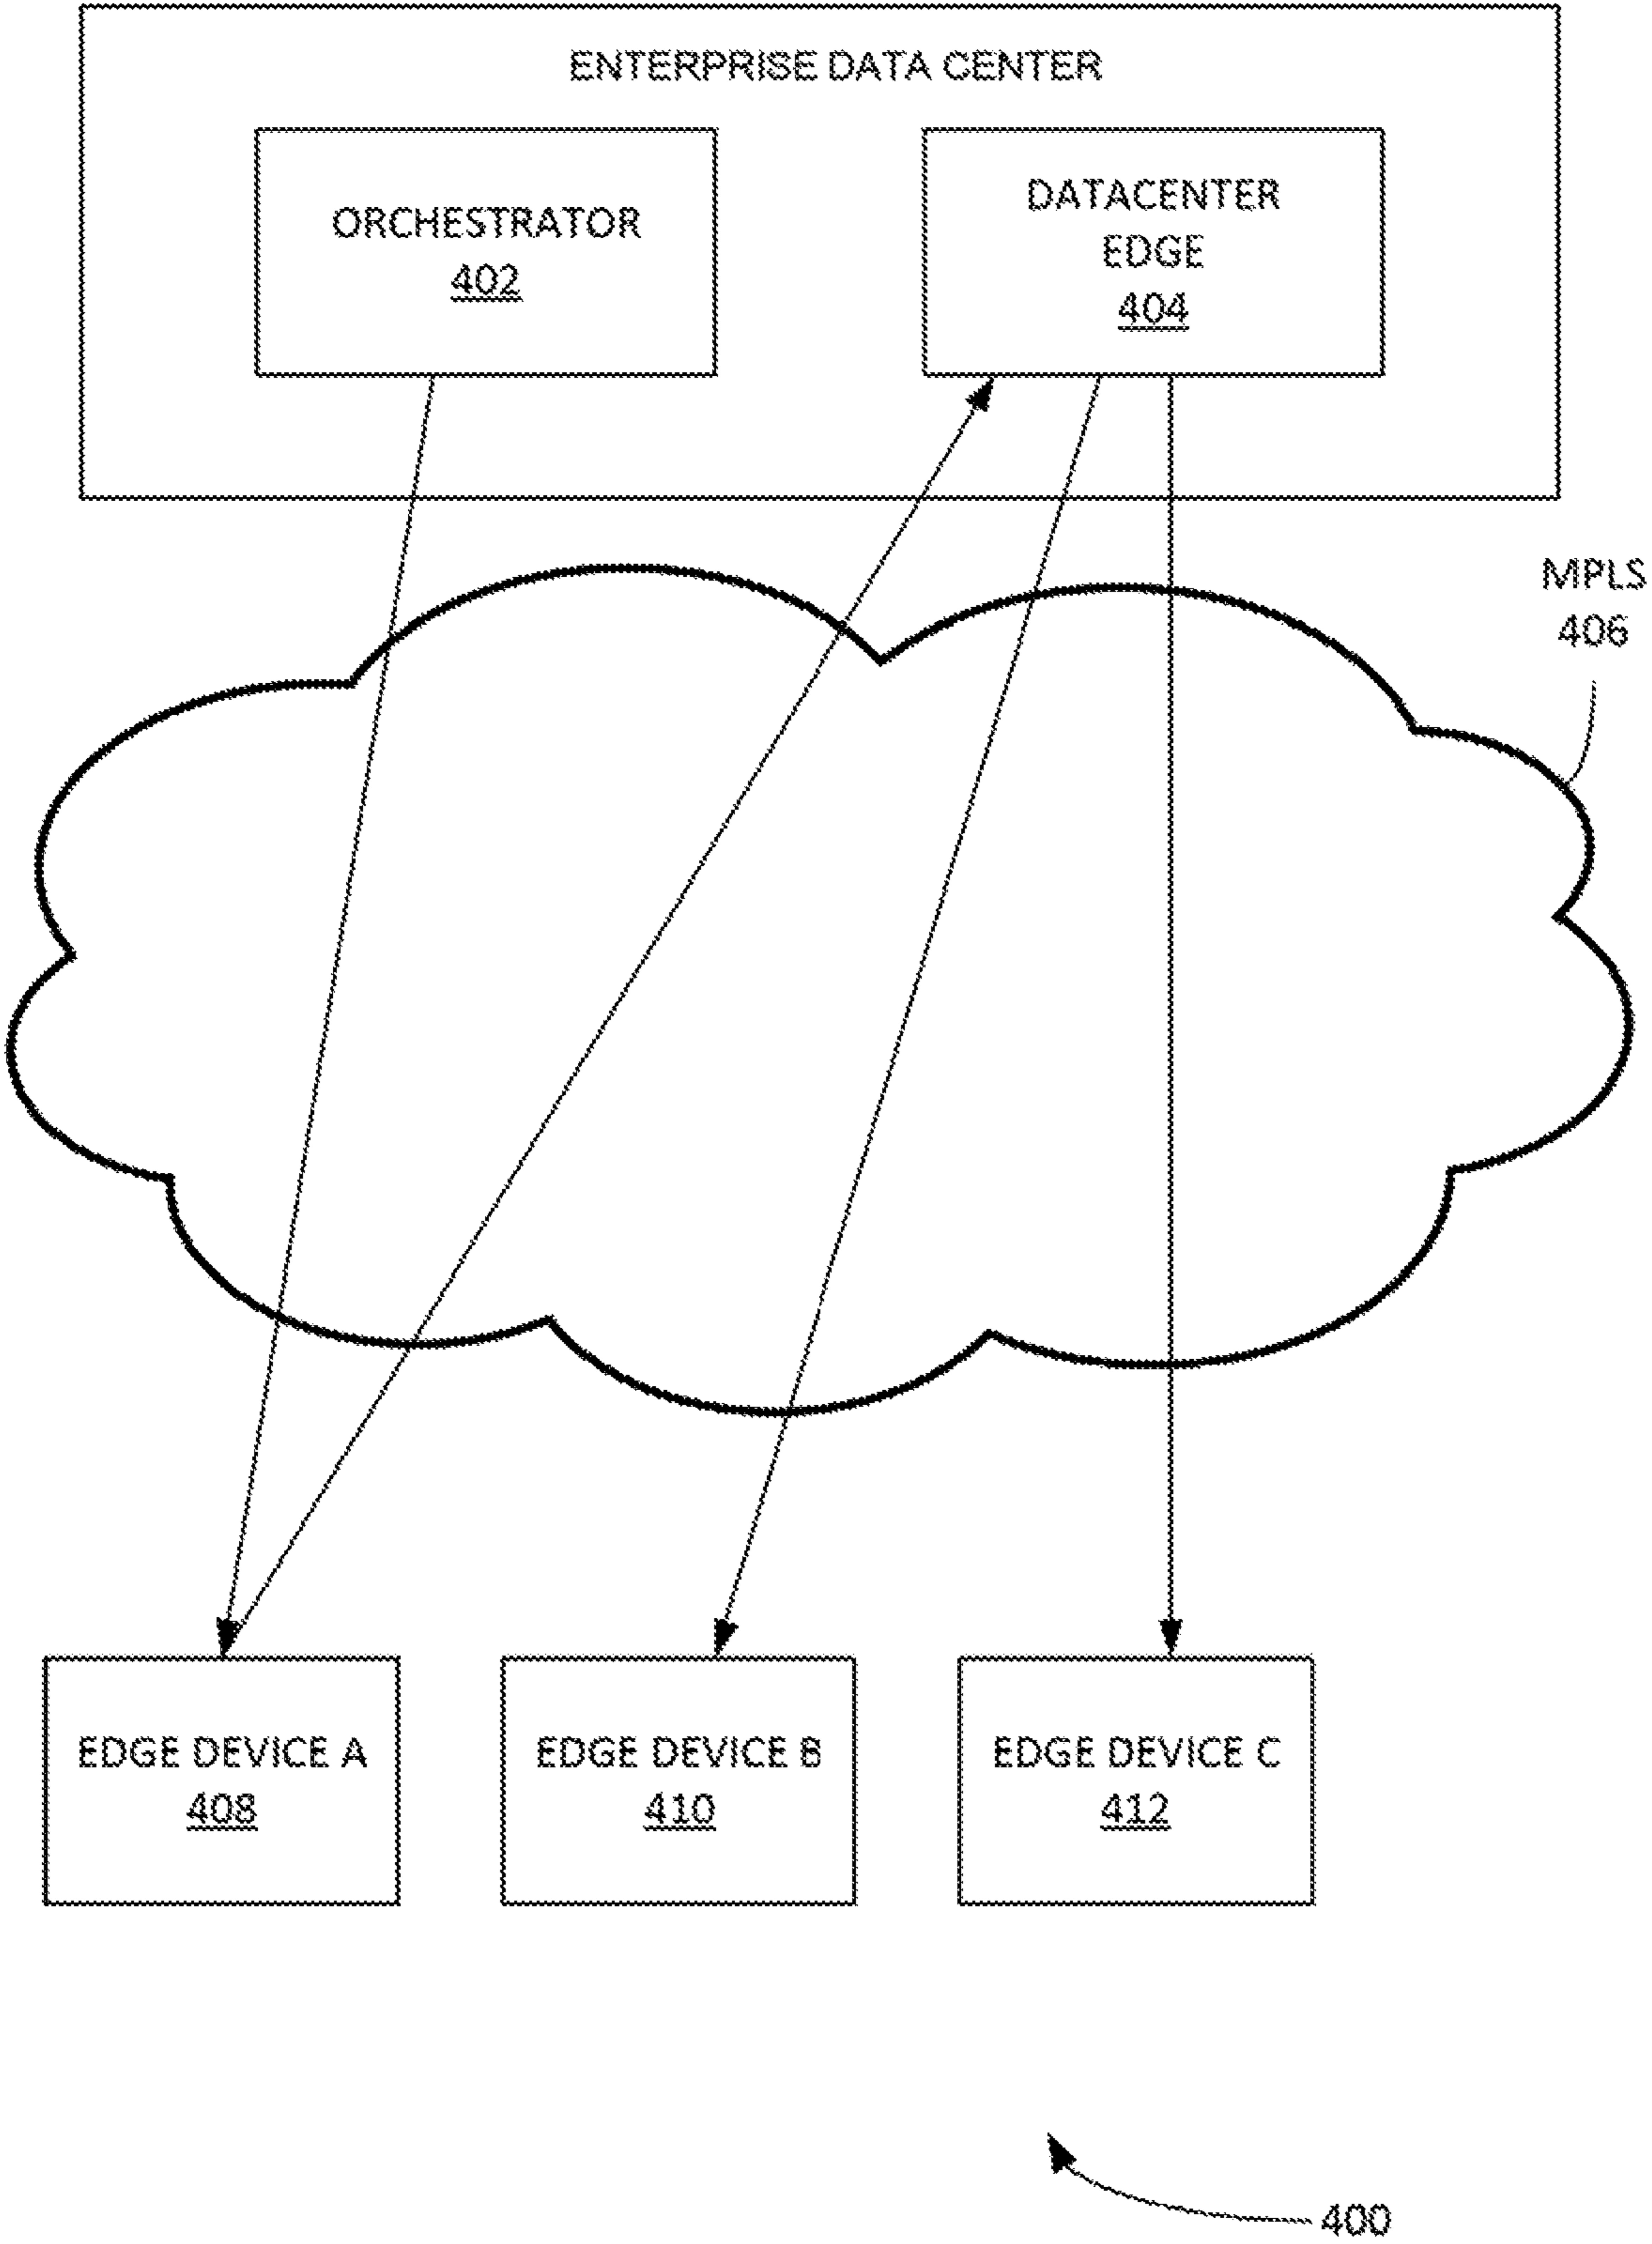 ENTERPRISE DATA CENTER
ORCHESTRATOR
402
DATACENTER
EDGE
404
MPLS
406
EDGE DEVICE A
408
EDGE DEVICE B
410
EDGE DEVICE C
412
400